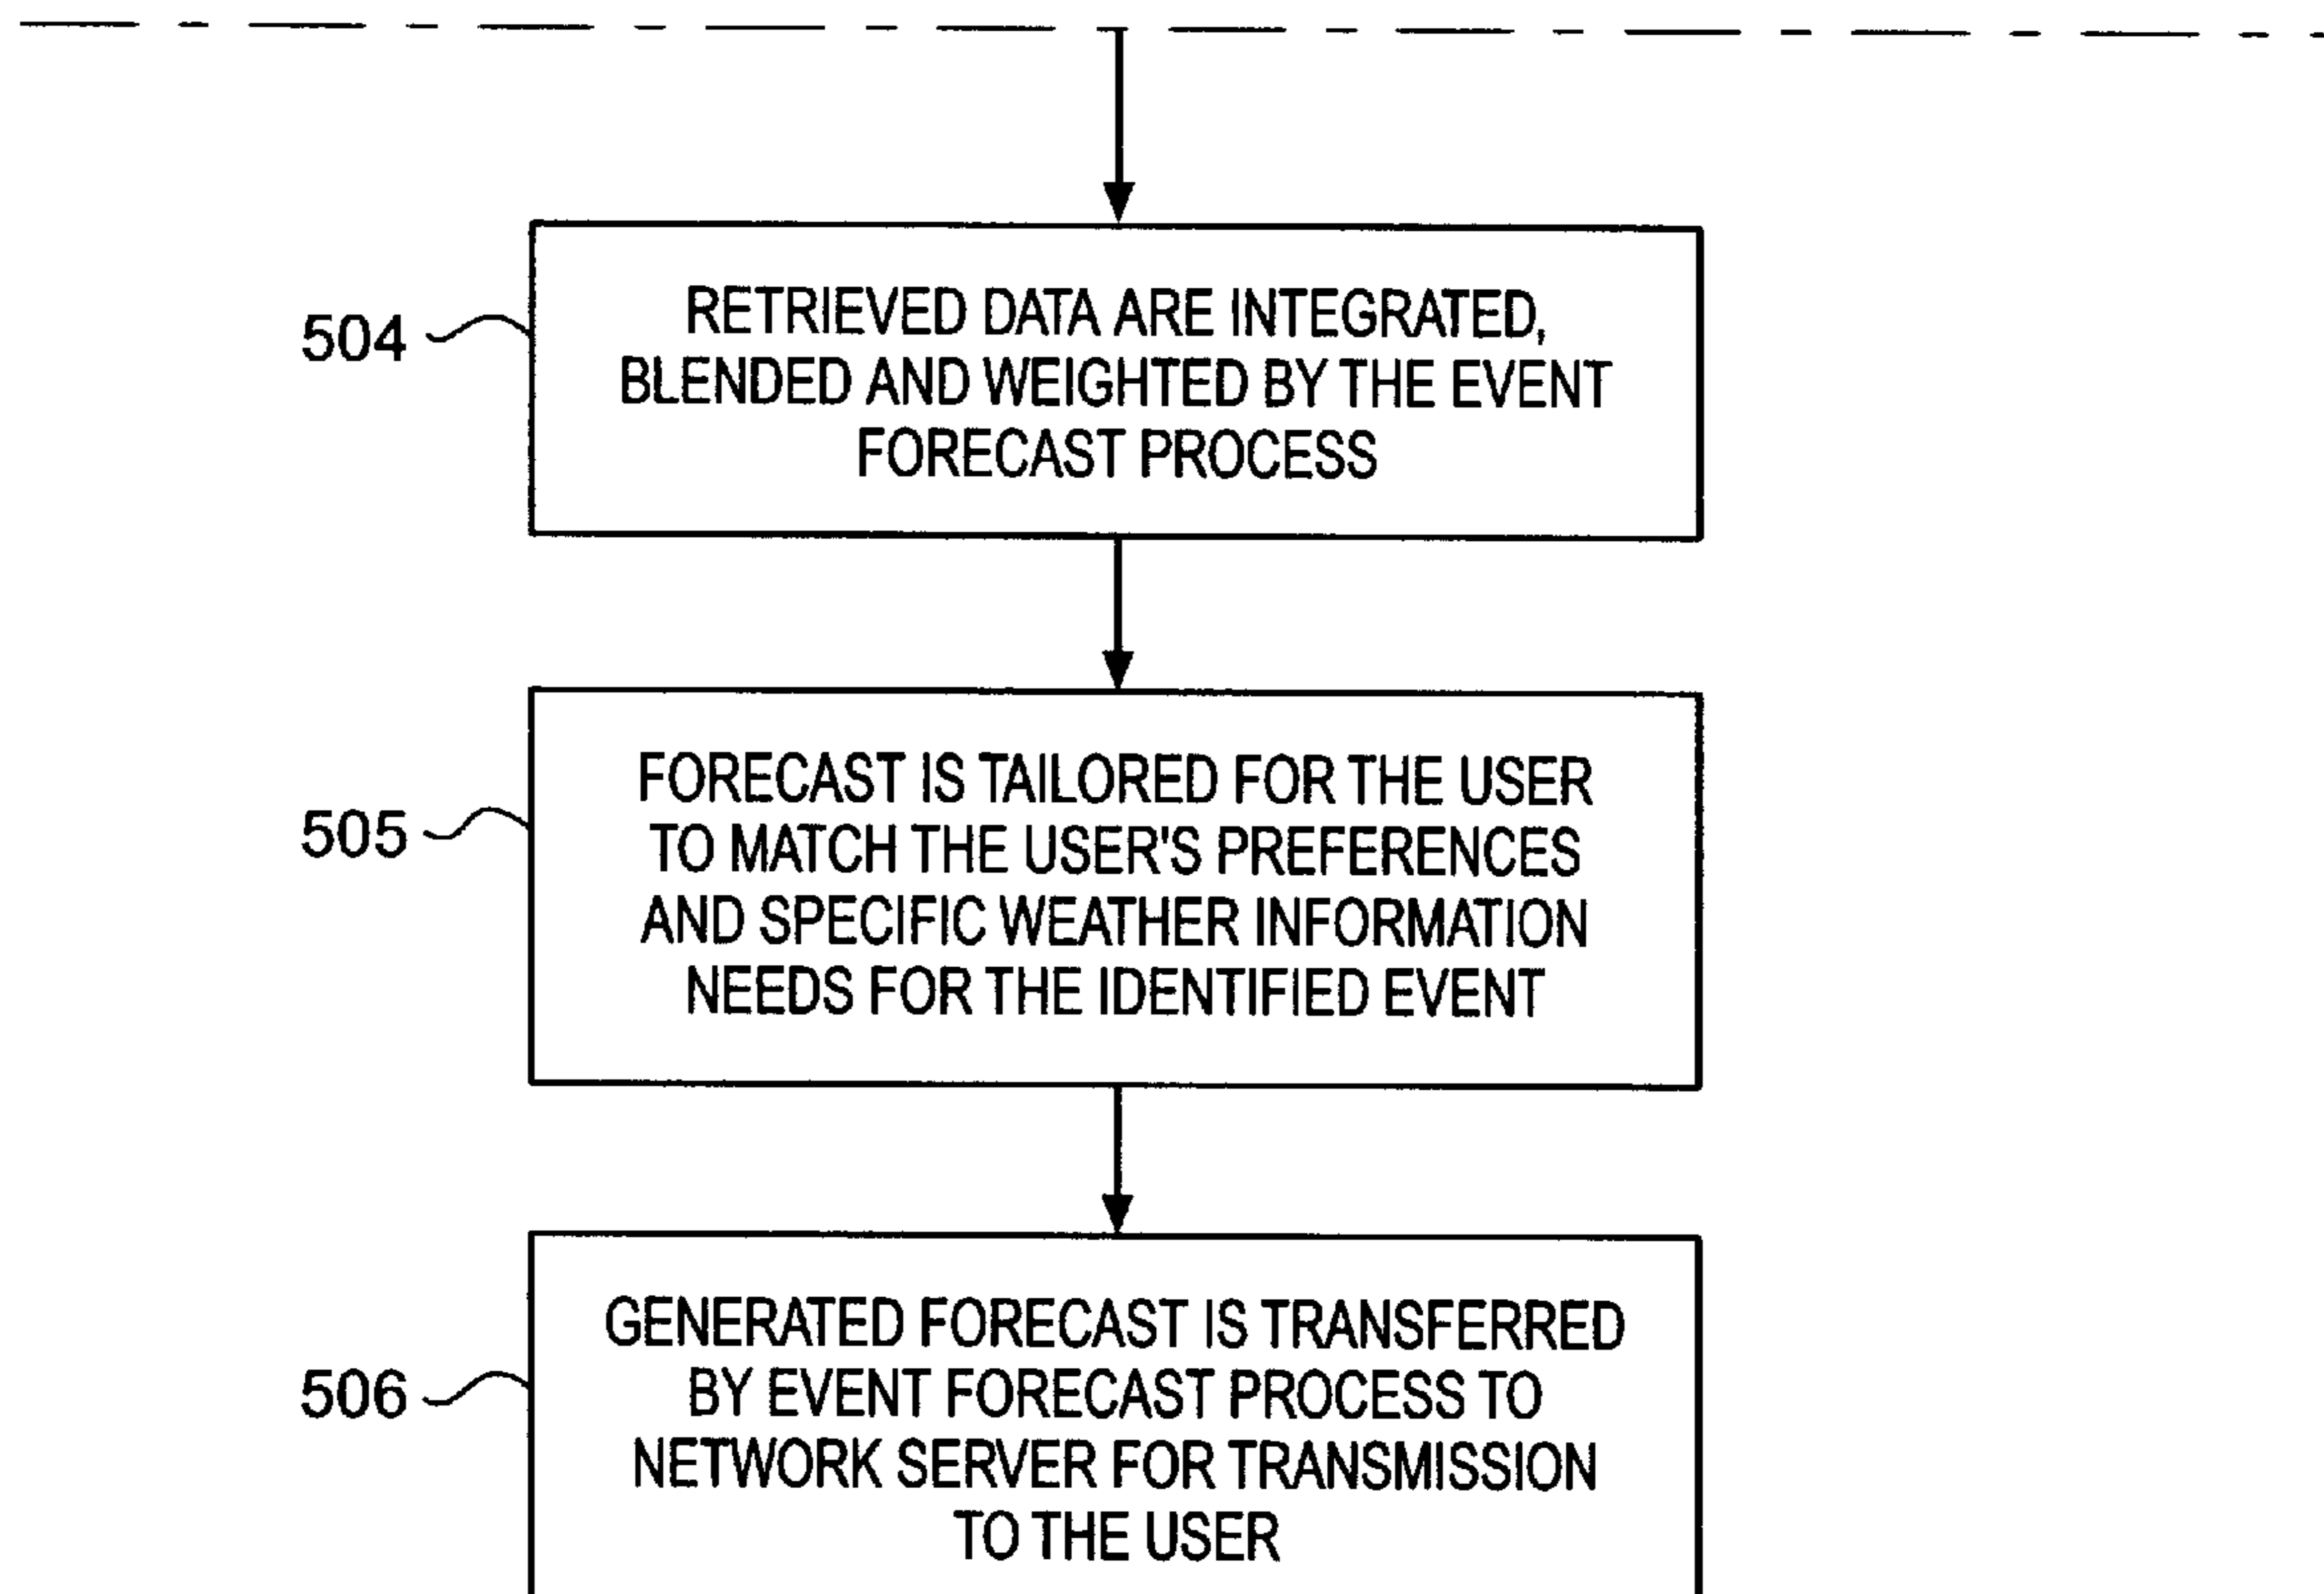 504
RETRIEVED DATA ARE INTEGRATED,
BLENDED AND WEIGHTED BY THE EVENT
FORECAST PROCESS
505
FORECAST IS TAILORED FOR THE USER
TO MATCH THE USER'S PREFERENCES
AND SPECIFIC WEATHER INFORMATION
NEEDS FOR THE IDENTIFIED EVENT
506
GENERATED FORECAST IS TRANSFERRED
BY EVENT FORECAST PROCESS TO
NETWORK SERVER FOR TRANSMISSION
TO THE USER